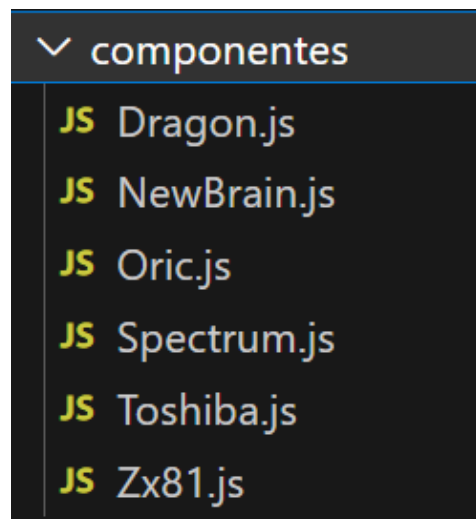 componentes
JS Dragon.js
JS NewBrain.js
JS Oric.js
JS Spectrum.js
JS Toshiba.js
JS Zx81.js